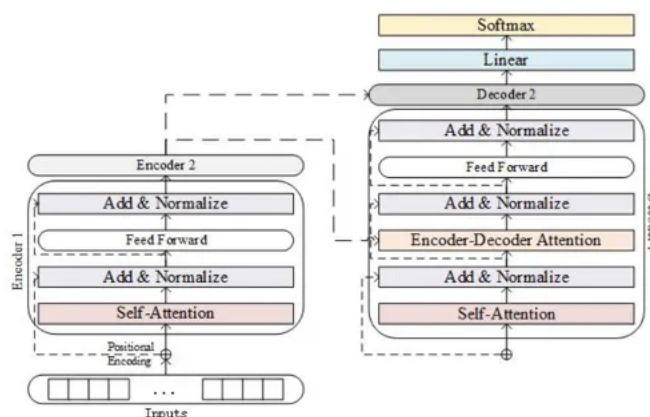 Softmax
Linear
Decoder 2
Add & Normalize
Feed Forward
Add & Normalize
Encoder-Decoder Attention
Add & Normalize
Self-Attention
Encoder 2
Encoder 1
Add & Normalize
Feed Forward
Add & Normalize
Self-Attention
Positional
Encoding
...
Inputs